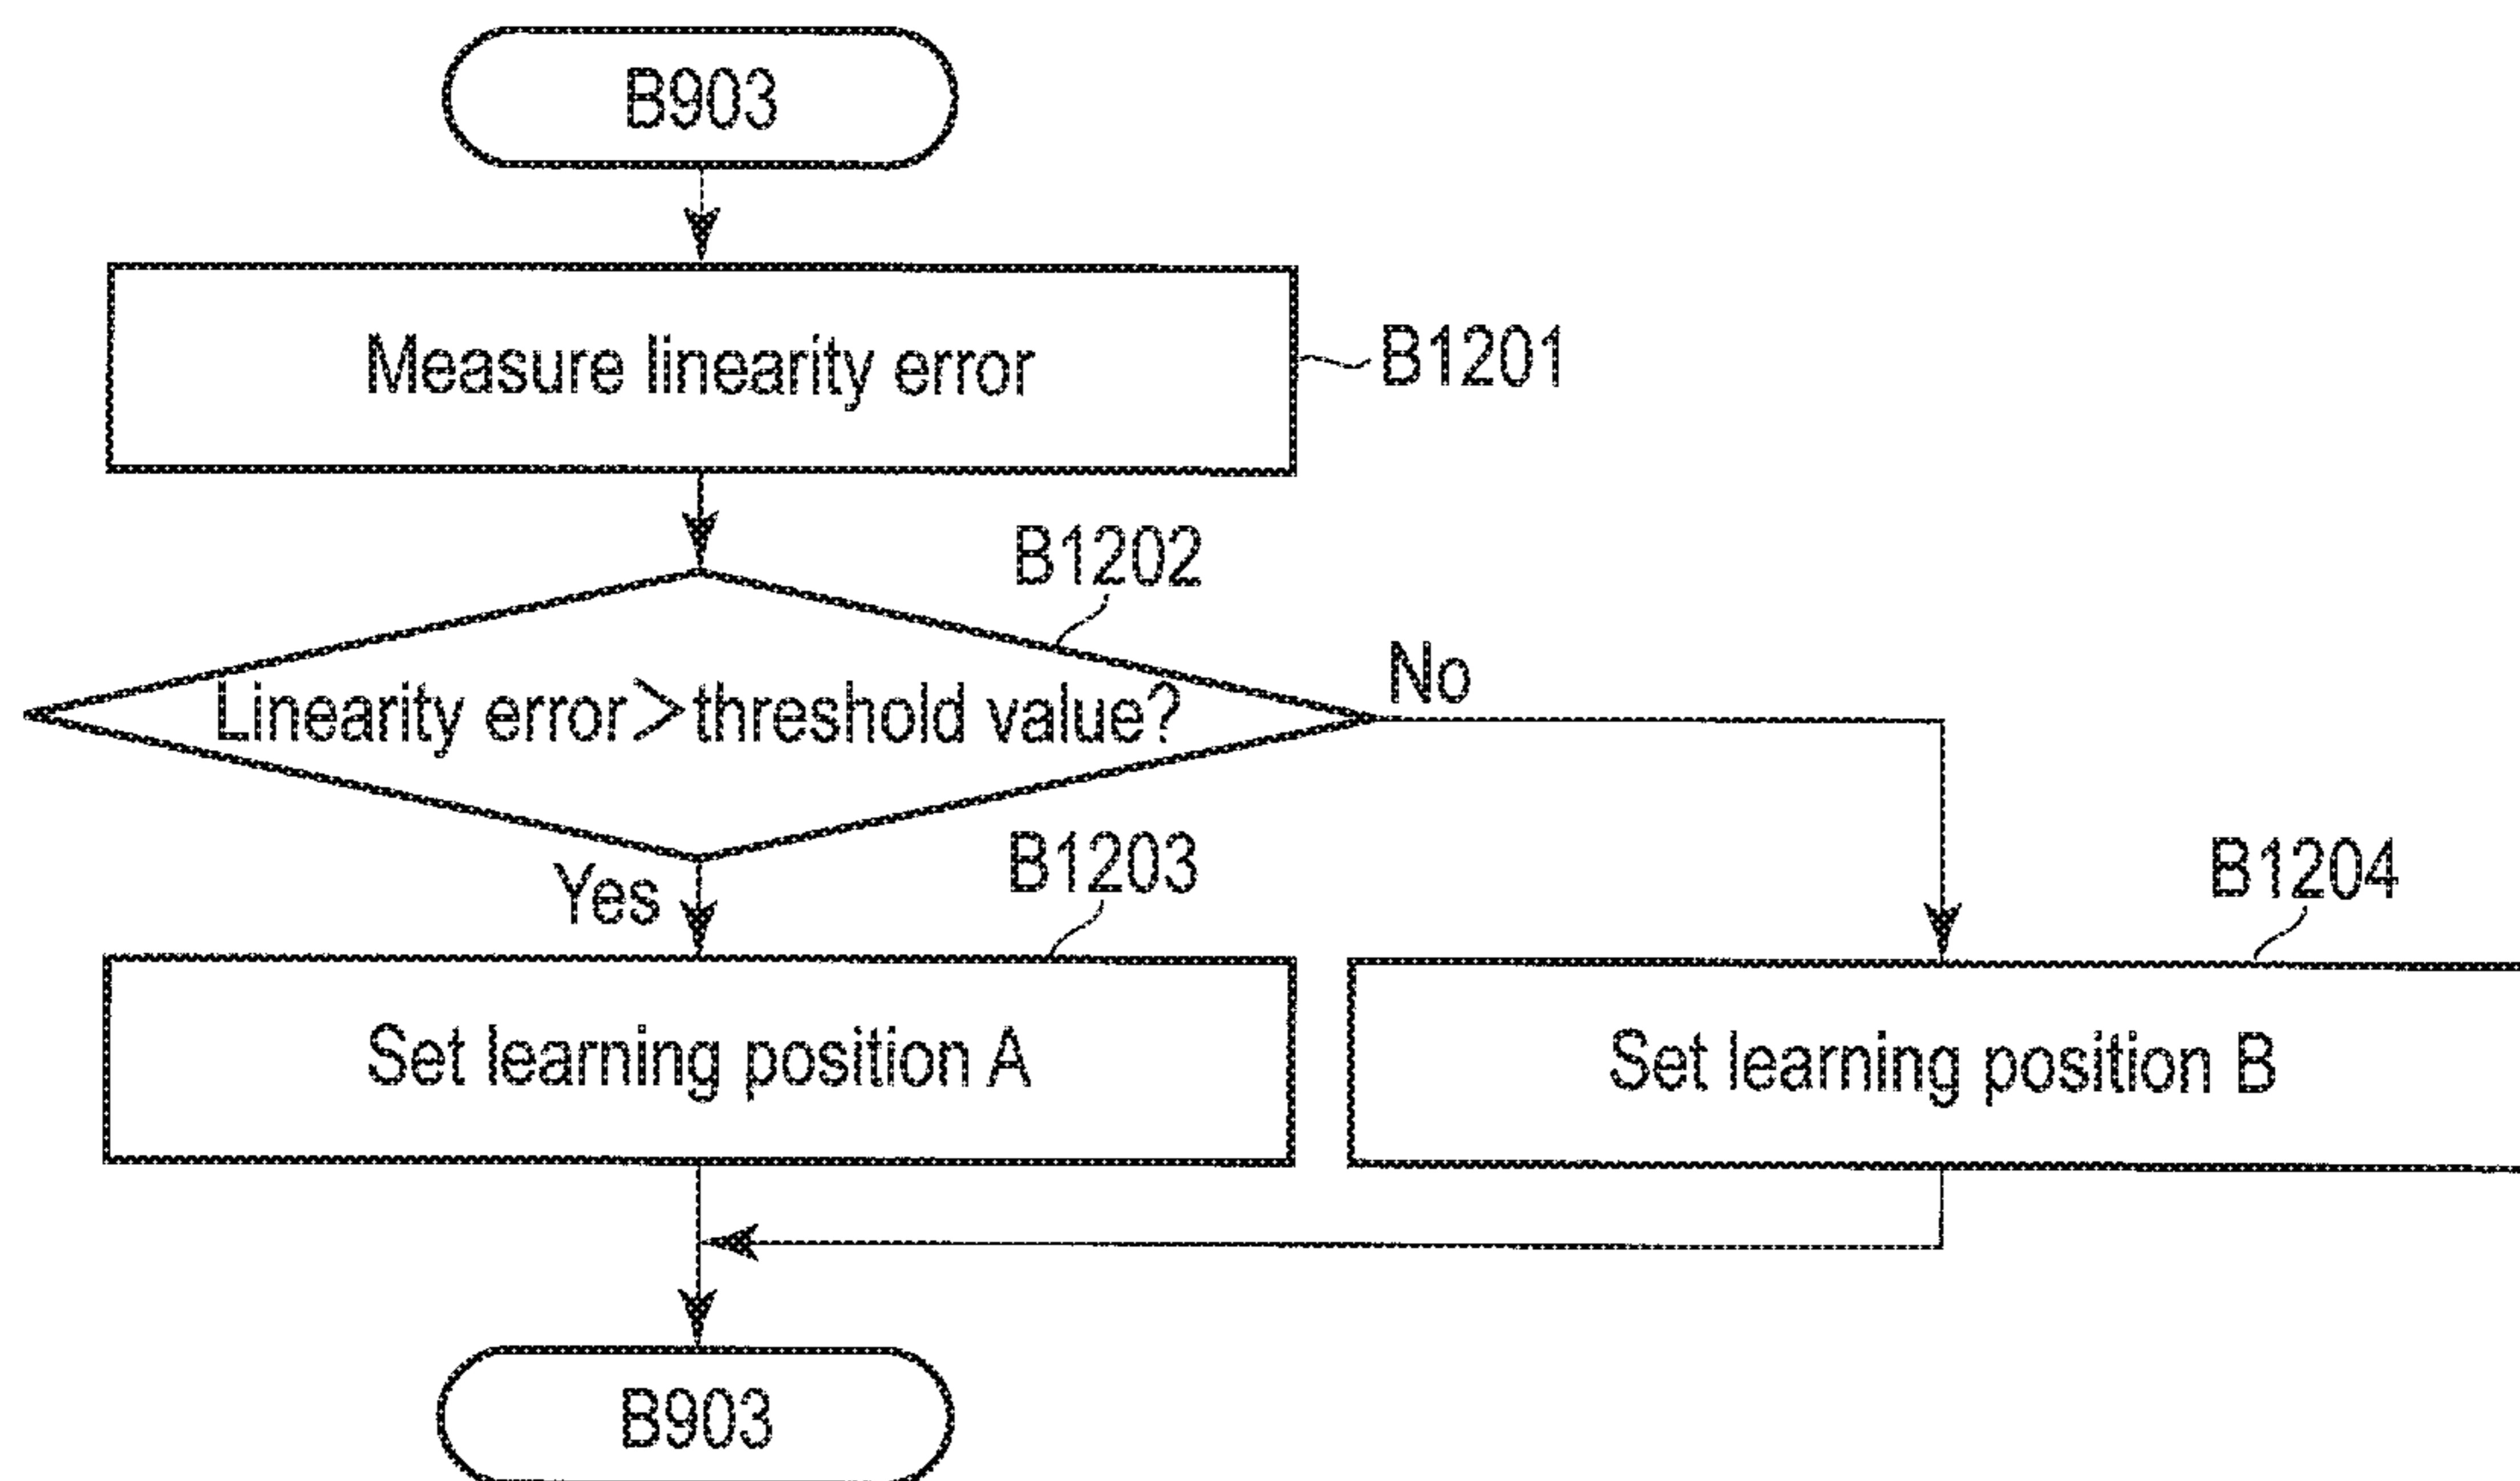 B903
Measure linearity error
B1201
B1202
Linearity error>threshold value?
No
Yes
B1203
B1204
Set learning position A
Set learning position B
B903